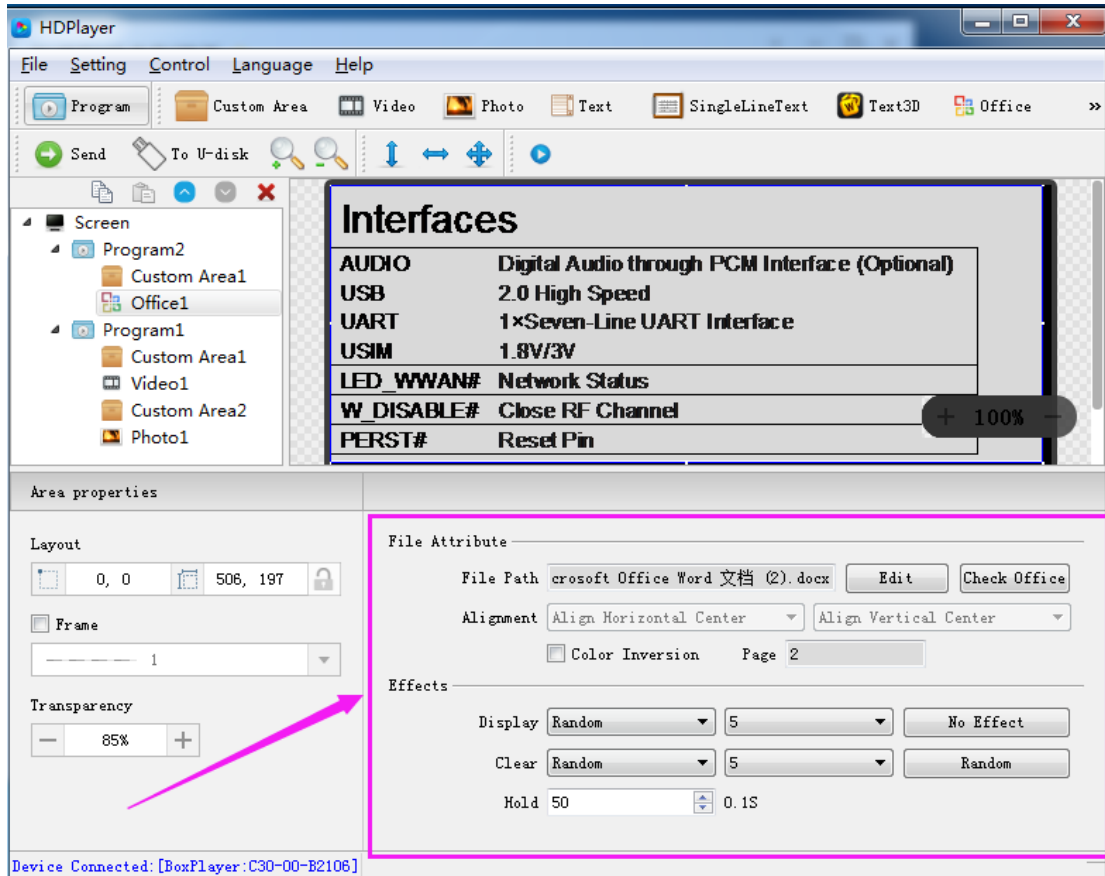 HDPlayer
File Setting Control Language Help
Program Custom Area Video Photo Text SingleLineText Text3D Office »
Send To U-disk
Screen
Program2
Custom Area1
Office1
Program1
Custom Area1
Video1
Custom Area2
Photo1
Interfaces
AUDIO Digital Audio through PCM Interface (Optional)
USB 2.0 High Speed
UART 1×Seven-Line UART Interface
USIM 1.8V/3V
LED_WWAN# Network Status
W_DISABLE# Close RF Channel
PERST# Reset Pin
+ 100% −
Area properties
Layout
0, 0 506, 197
Frame
1
Transparency
− 85% +
File Attribute
File Path crosoft Office Word 文档 (2).docx Edit Check Office
Alignment Align Horizontal Center Align Vertical Center
Color Inversion Page 2
Effects
Display Random 5 No Effect
Clear Random 5 Random
Hold 50 0.1S
Device Connected:[BoxPlayer:C30-00-B2106]